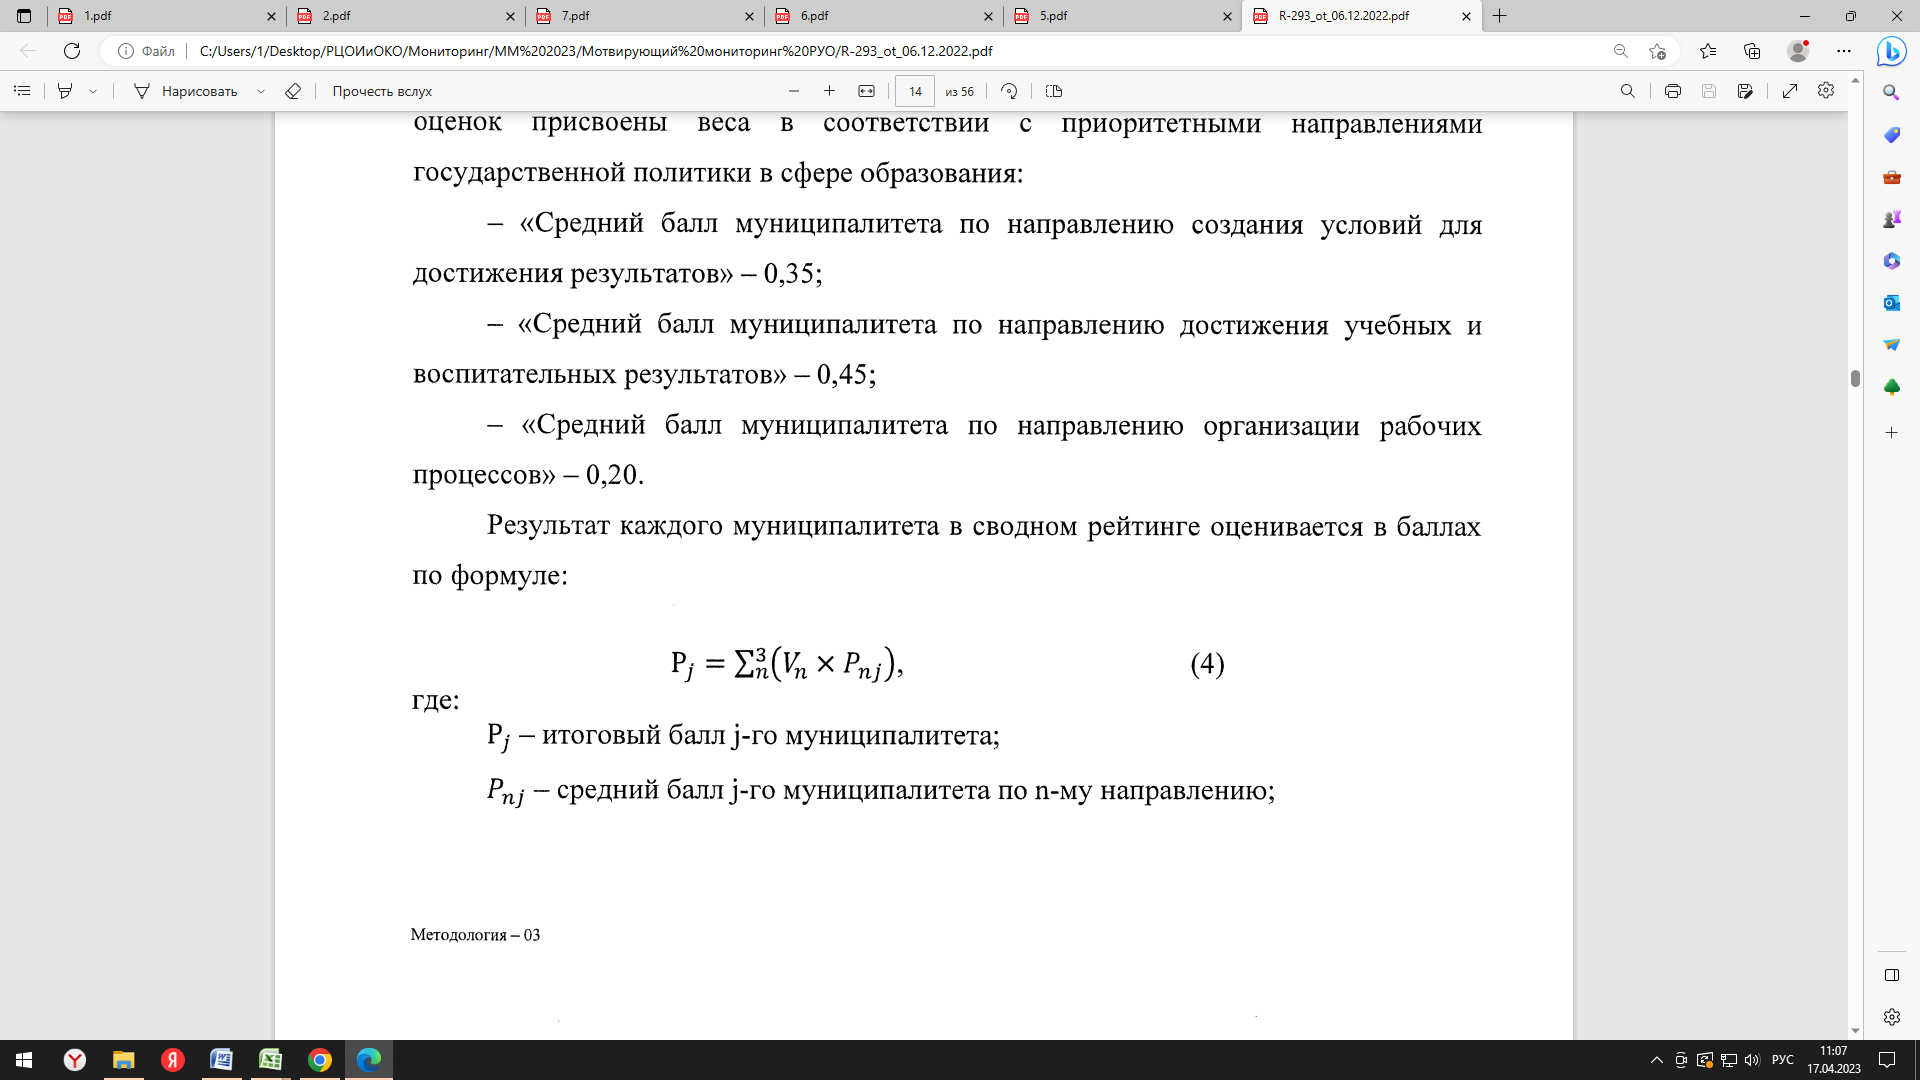 1.pdf
2.pdf
7.pdf
6.pdf
5.pdf
R-293_ot_06.12.2022.pdf
Файл
C:/Users/1/Desktop/РЦОИиОКО/Мониторинг/ММ%202023/Мотвирующий%20мониторинг%20РУО/R-293_ot_06.12.2022.pdf
Нарисовать
Прочесть вслух
14 из 56
оценок присвоены веса в соответствии с приоритетными направлениями
государственной политики в сфере образования:
– «Средний балл муниципалитета по направлению создания условий для
достижения результатов» – 0,35;
– «Средний балл муниципалитета по направлению достижения учебных и
воспитательных результатов» – 0,45;
– «Средний балл муниципалитета по направлению организации рабочих
процессов» – 0,20.
Результат каждого муниципалитета в сводном рейтинге оценивается в баллах
по формуле:
P_j = ∑_n^3(V_n × P_nj), (4)
где:
P_j – итоговый балл j-го муниципалитета;
P_nj – средний балл j-го муниципалитета по n-му направлению;
Методология – 03
РУС
11:07
17.04.2023